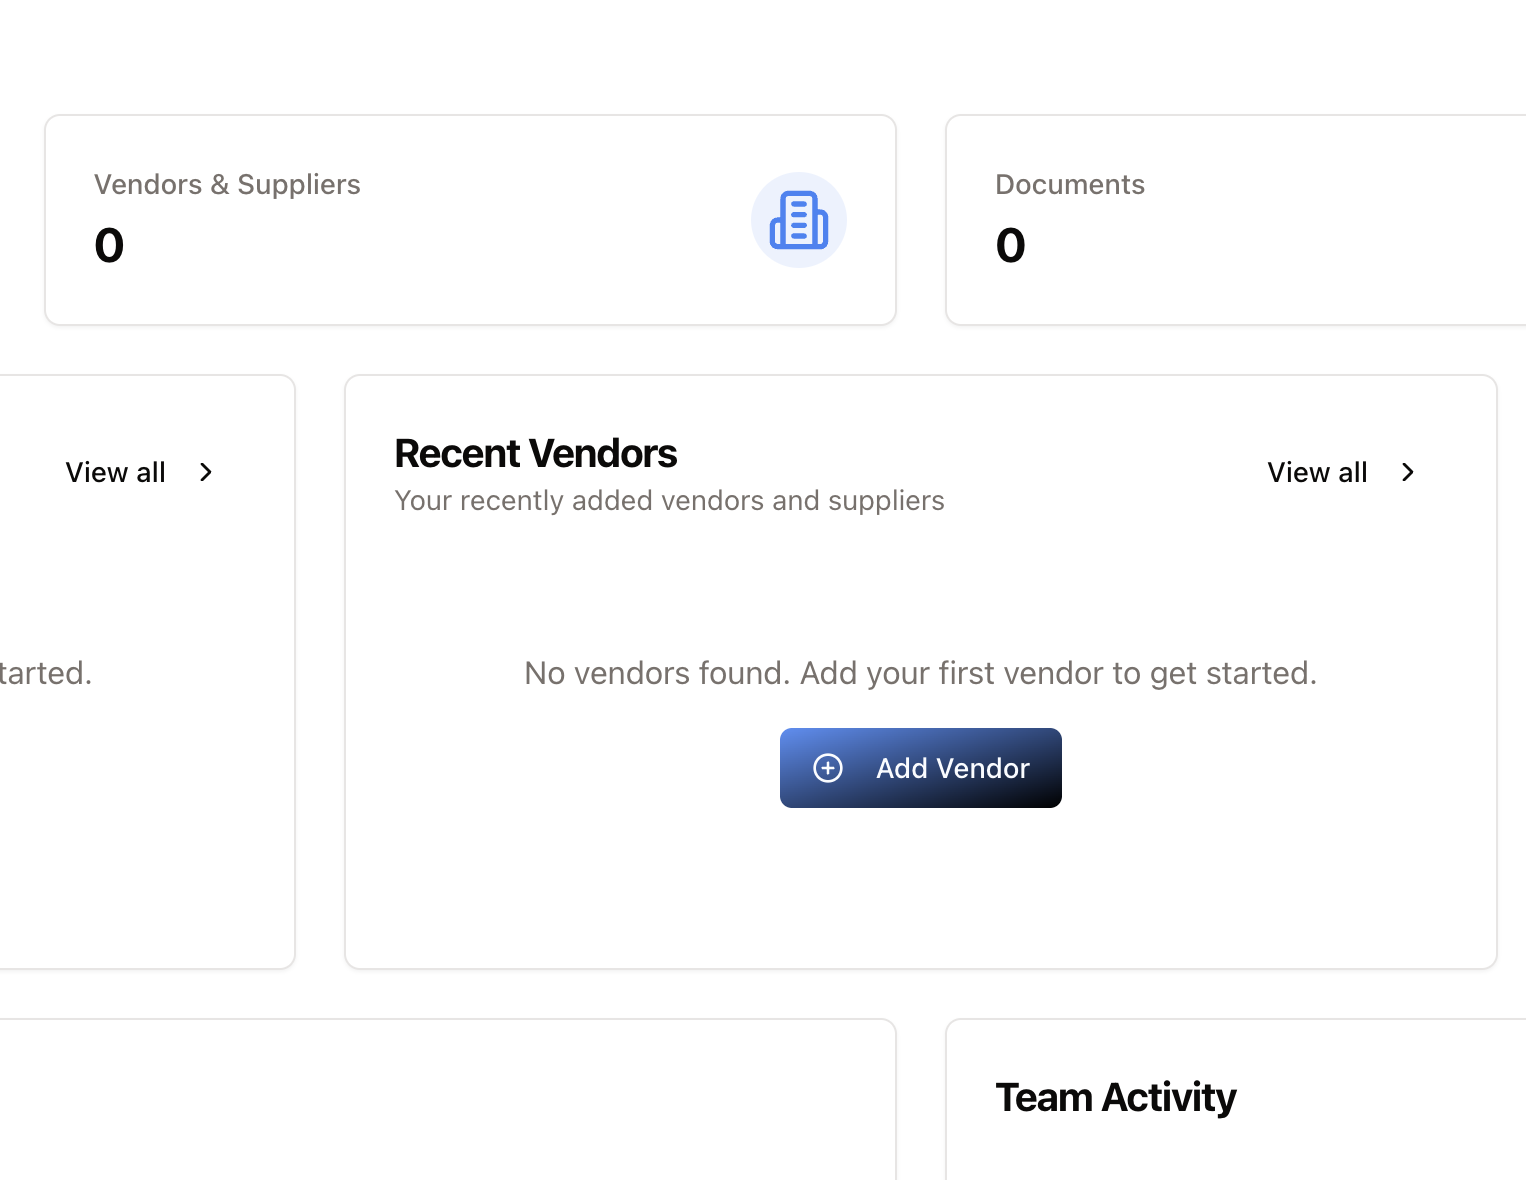 Vendors & Suppliers
0
Documents
0
View all
Recent Vendors
Your recently added vendors and suppliers
View all
tarted.
No vendors found. Add your first vendor to get started.
Add Vendor
Team Activity